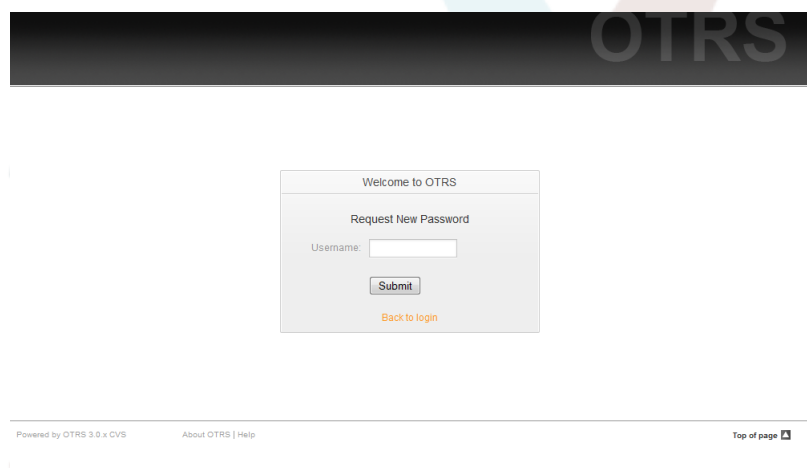 OTRS
Welcome to OTRS
Request New Password
Username:
Submit
Back to login
Powered by OTRS 3.0.x CVS
About OTRS | Help
Top of page